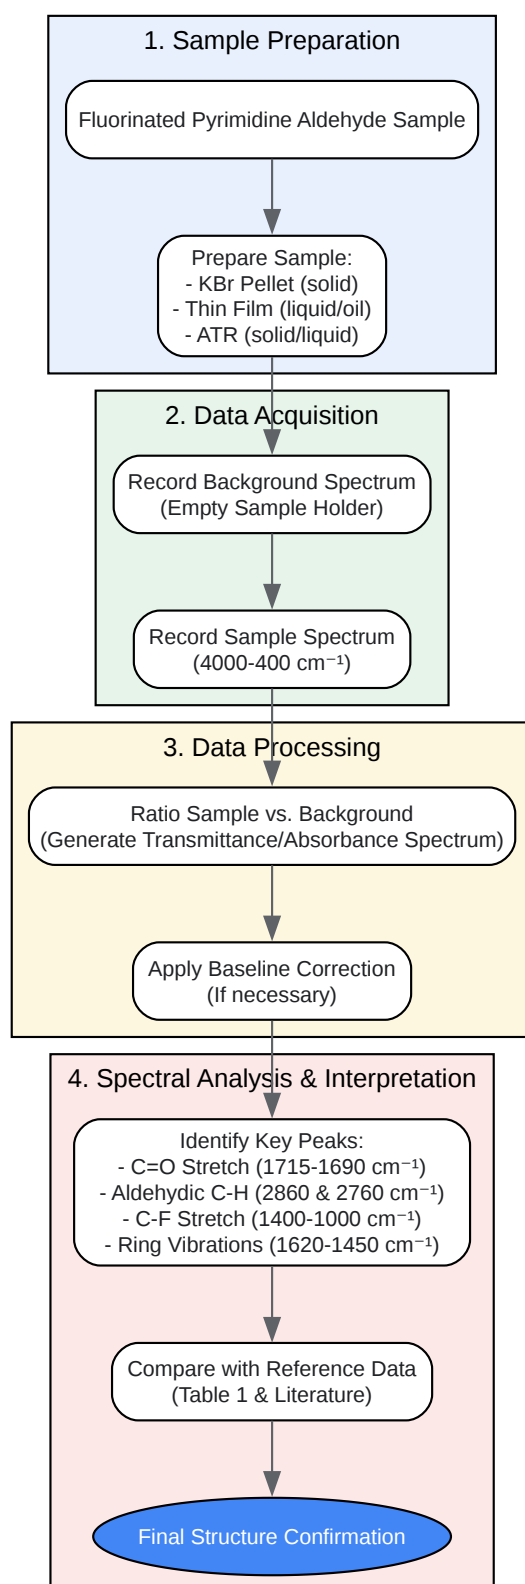 1. Sample Preparation
Fluorinated Pyrimidine Aldehyde Sample
Prepare Sample:
- KBr Pellet (solid)
- Thin Film (liquid/oil)
- ATR (solid/liquid)
2. Data Acquisition
Record Background Spectrum
(Empty Sample Holder)
Record Sample Spectrum
(4000-400 cm⁻¹)
3. Data Processing
Ratio Sample vs. Background
(Generate Transmittance/Absorbance Spectrum)
Apply Baseline Correction
(If necessary)
4. Spectral Analysis & Interpretation
Identify Key Peaks:
- C=O Stretch (1715-1690 cm⁻¹)
- Aldehydic C-H (2860 & 2760 cm⁻¹)
- C-F Stretch (1400-1000 cm⁻¹)
- Ring Vibrations (1620-1450 cm⁻¹)
Compare with Reference Data
(Table 1 & Literature)
Final Structure Confirmation